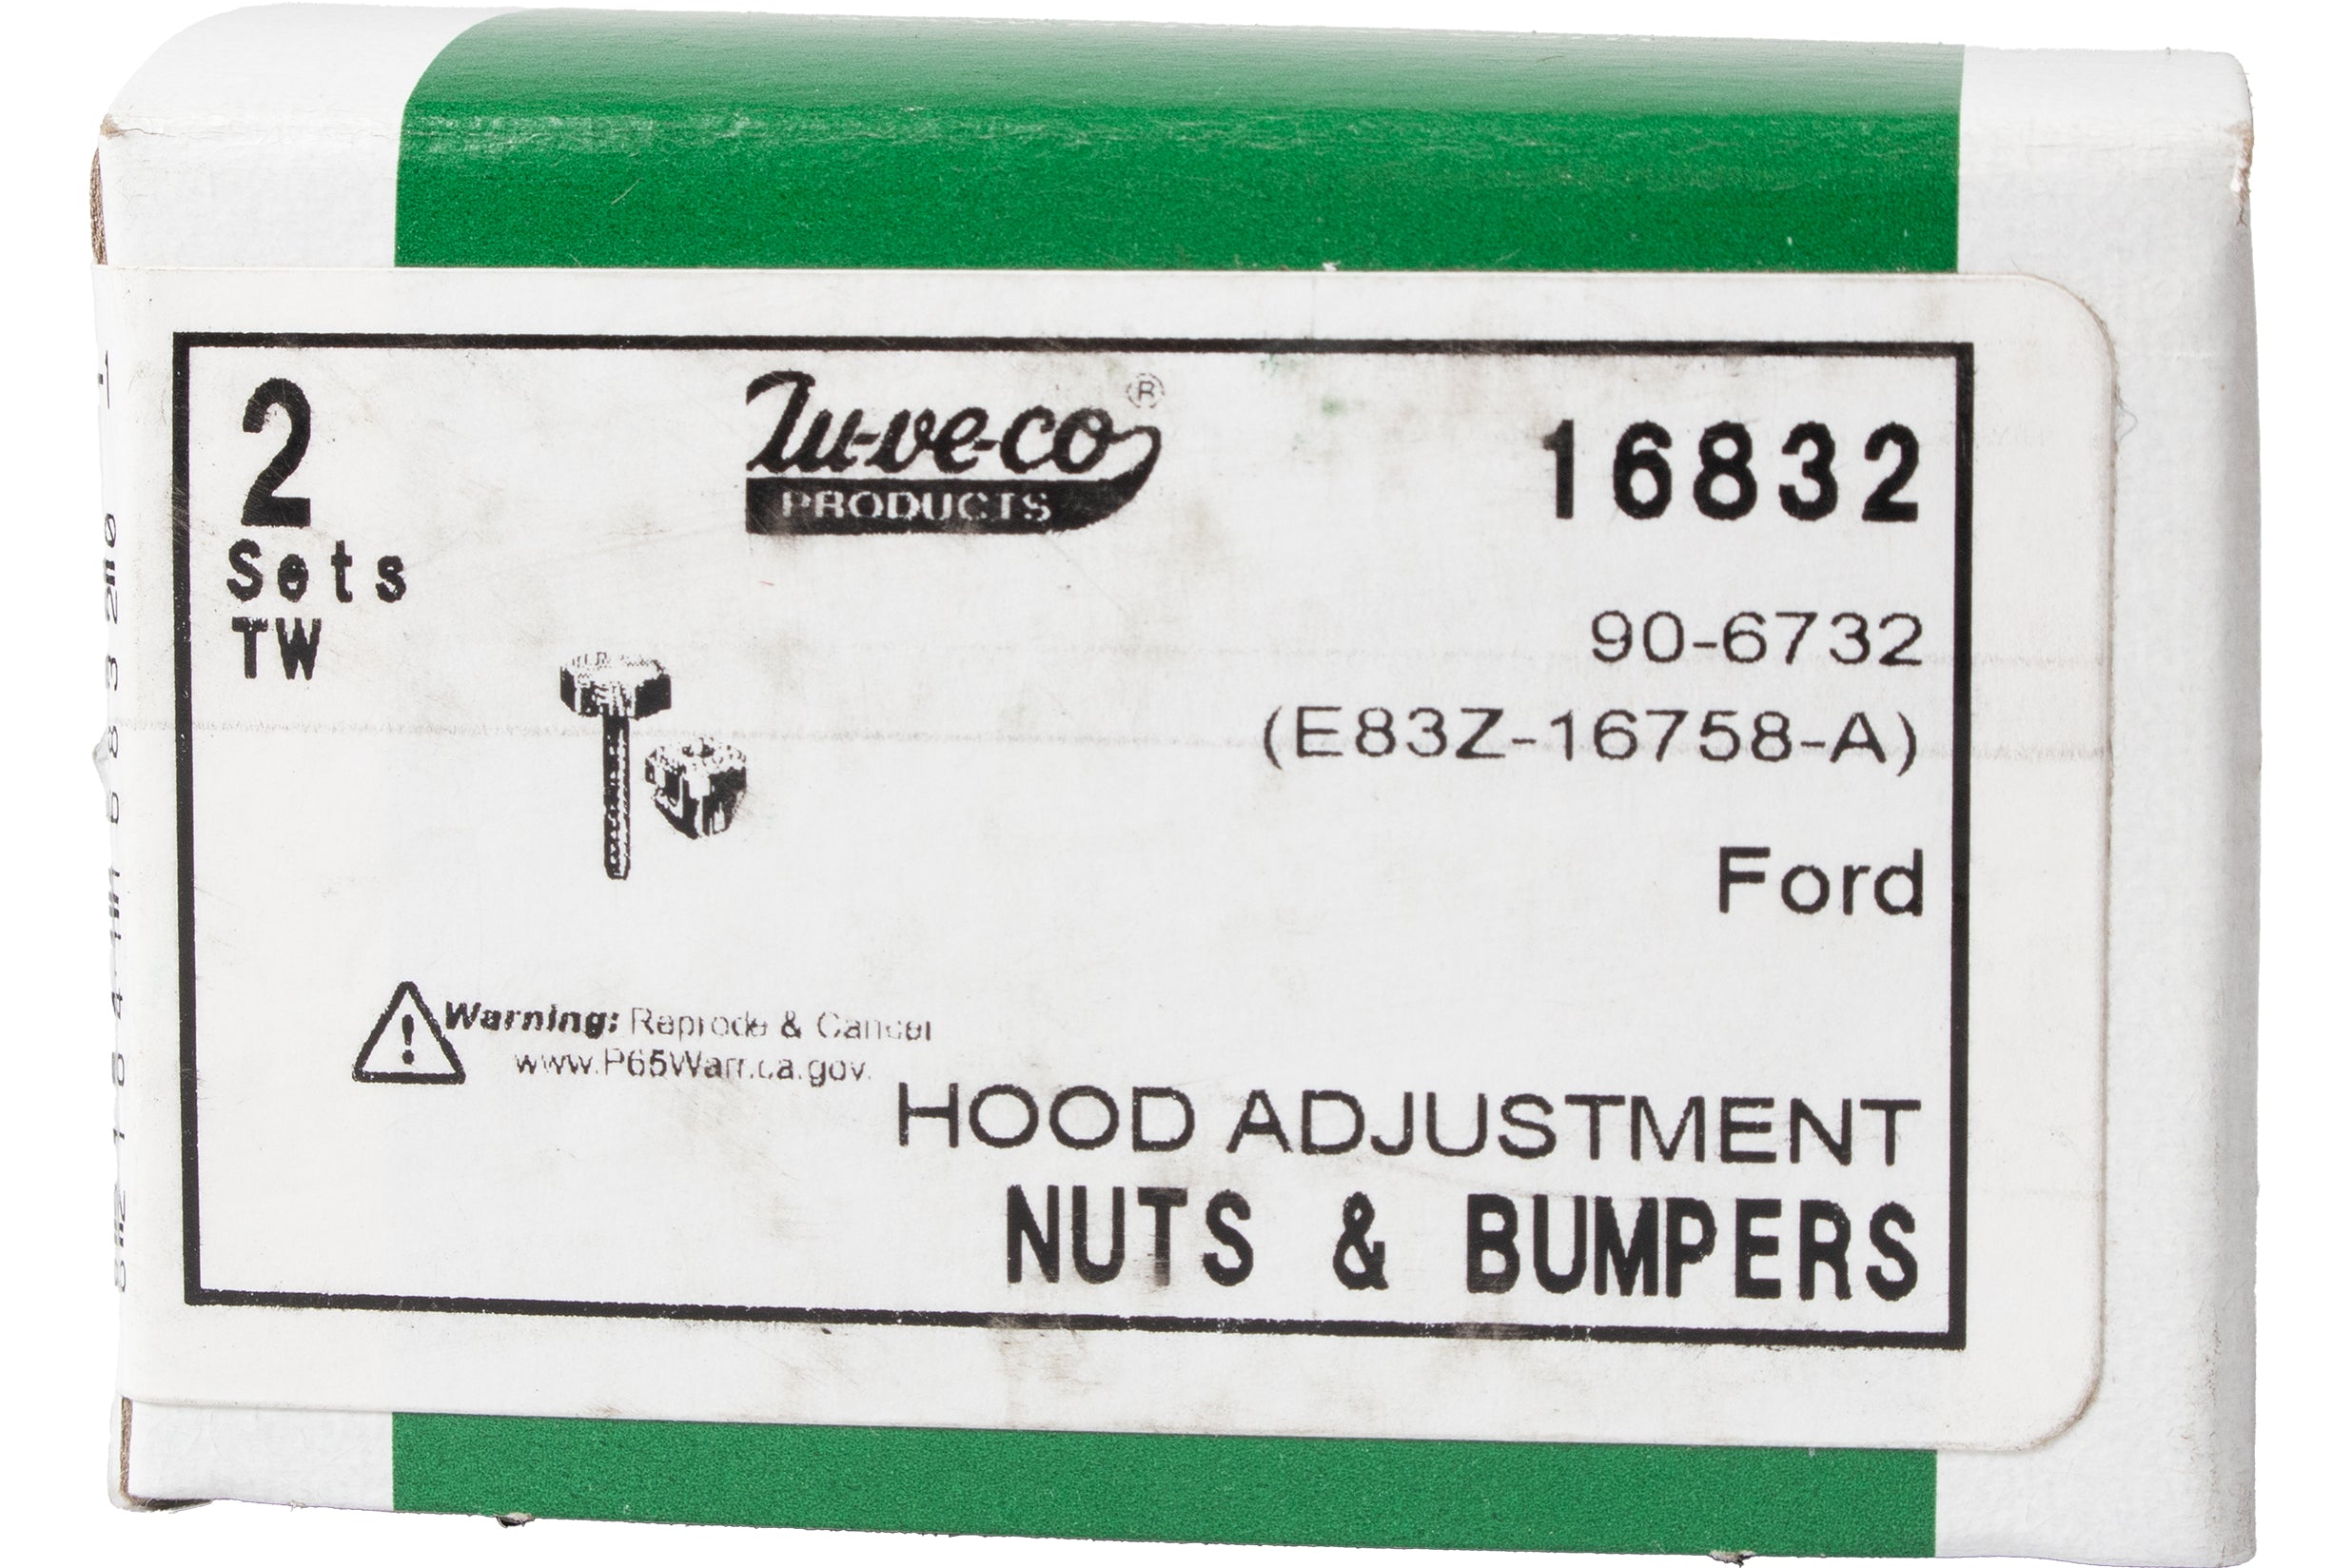 2
Sets
TW
Au-ve-co®
PRODUCTS
16832
90-6732
(E83Z-16758-A)
Ford
Warning: Reprode & Cancer
www.P65Warn.ca.gov.
HOOD ADJUSTMENT
NUTS & BUMPERS